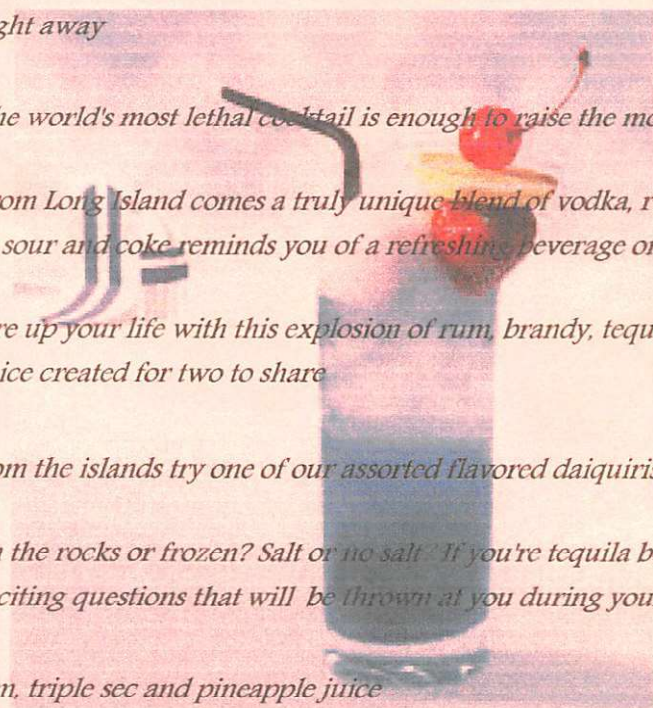 ght away
he world's most lethal cocktail is enough to raise the mo
om Long Island comes a truly unique blend of vodka, r
sour and coke reminds you of a refreshing beverage on
re up your life with this explosion of rum, brandy, tequ
ice created for two to share
om the islands try one of our assorted flavored daiquiris
n the rocks or frozen? Salt or no salt? If you're tequila b
citing questions that will be thrown at you during you
m, triple sec and pineapple juice